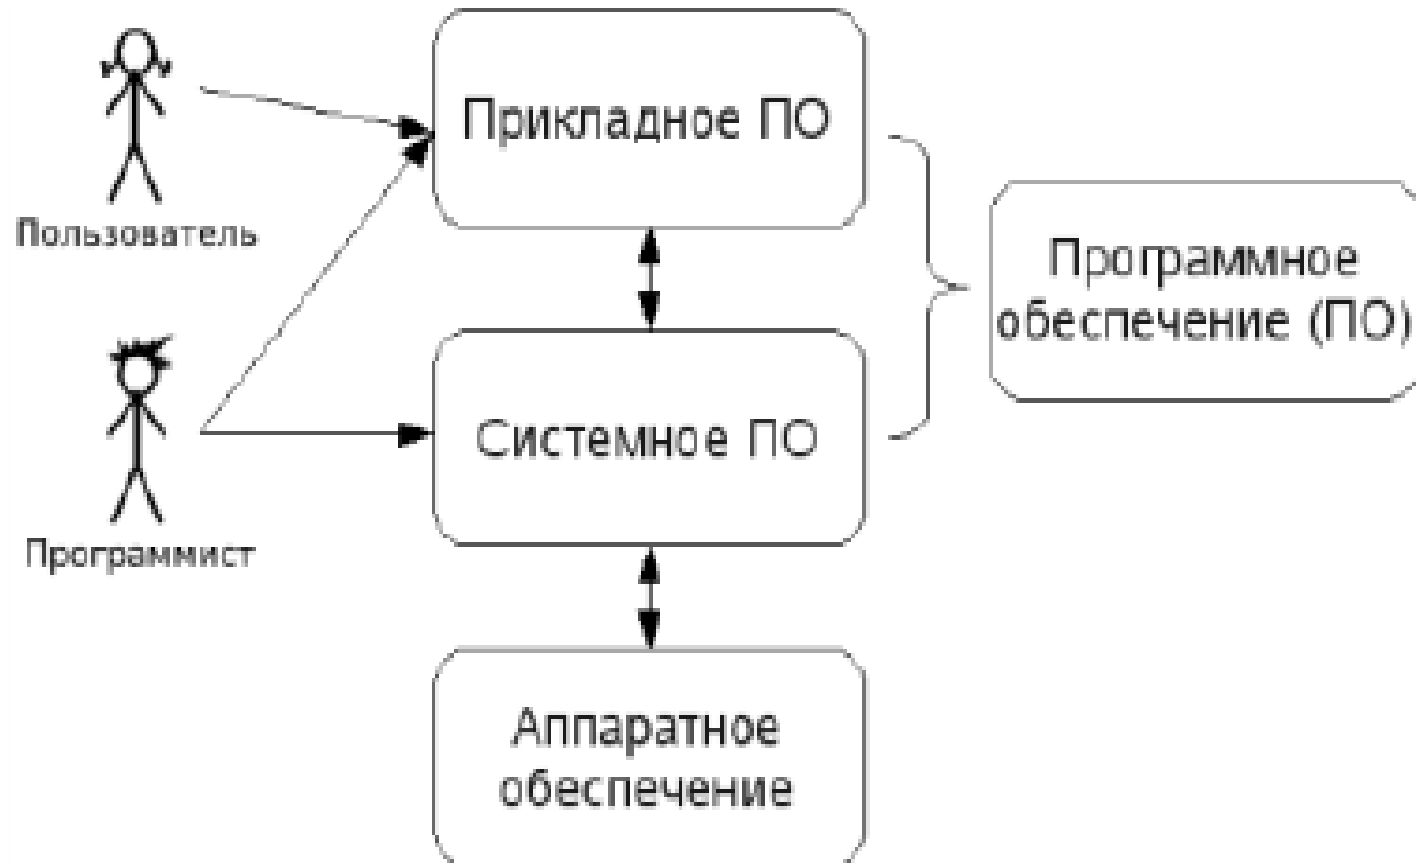 Прикладное ПО
Пользователь
Программное
обеспечение (ПО)
Системное ПО
Программист
Аппаратное
обеспечение